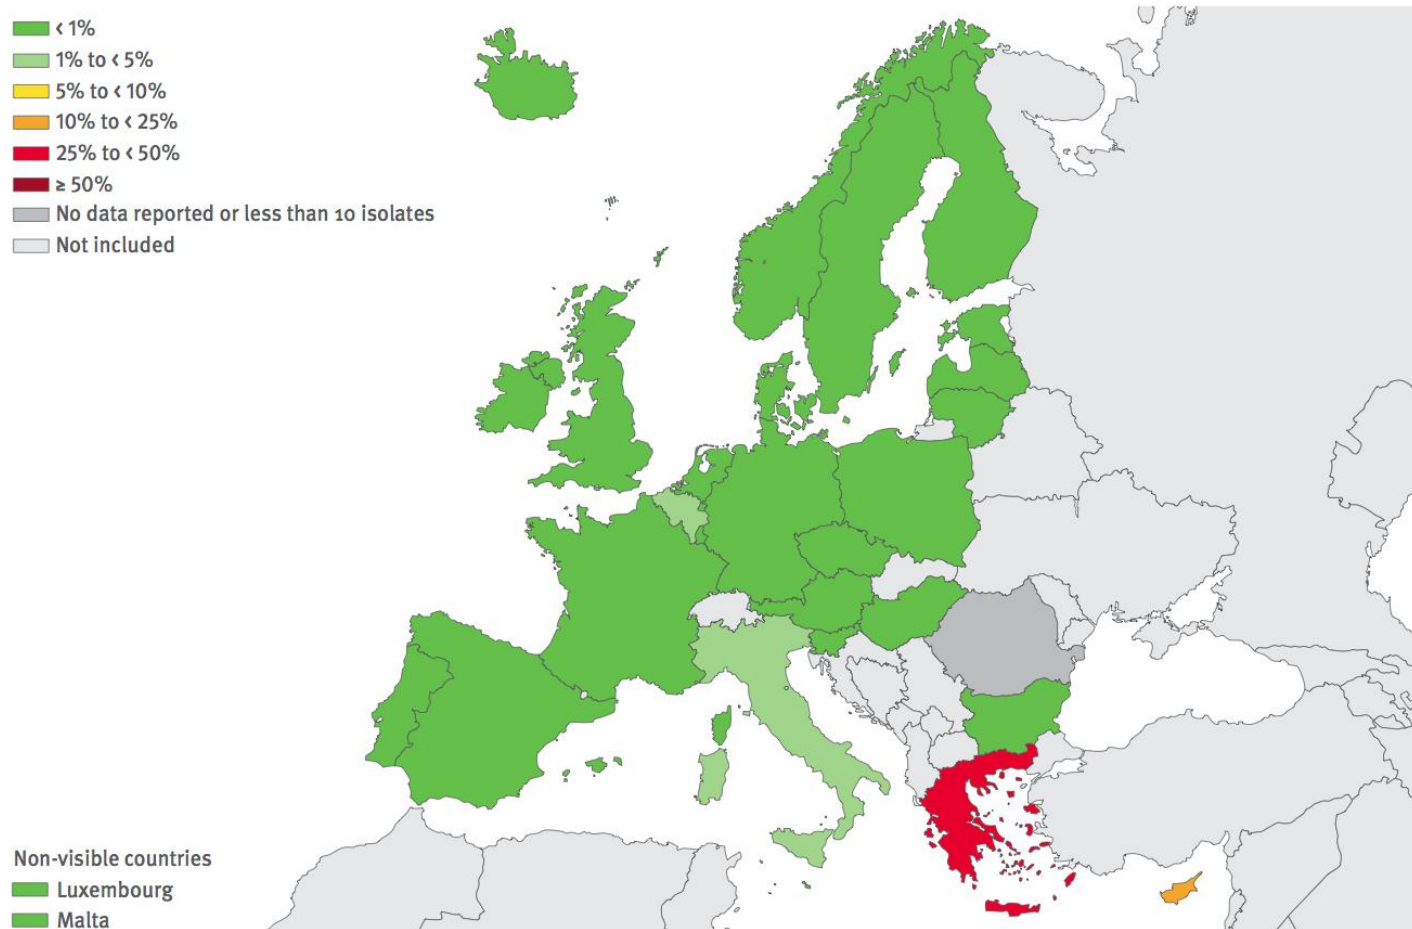 < 1%
1% to < 5%
5% to < 10%
10% to < 25%
25% to < 50%
≥ 50%
No data reported or less than 10 isolates
Not included
Non-visible countries
Luxembourg
Malta